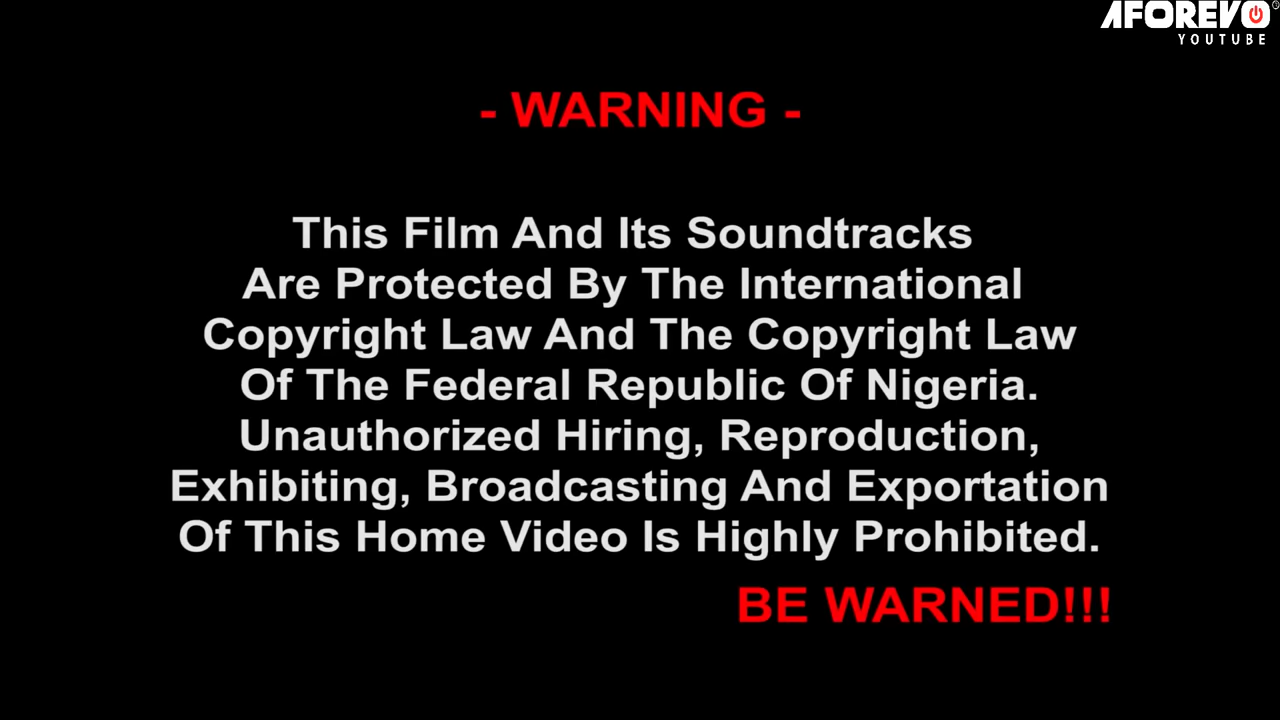 AFOREVO
YOUTUBE
- WARNING -
This Film And Its Soundtracks
Are Protected By The International
Copyright Law And The Copyright Law
Of The Federal Republic Of Nigeria.
Unauthorized Hiring, Reproduction,
Exhibiting, Broadcasting And Exportation
Of This Home Video Is Highly Prohibited.
BE WARNED!!!